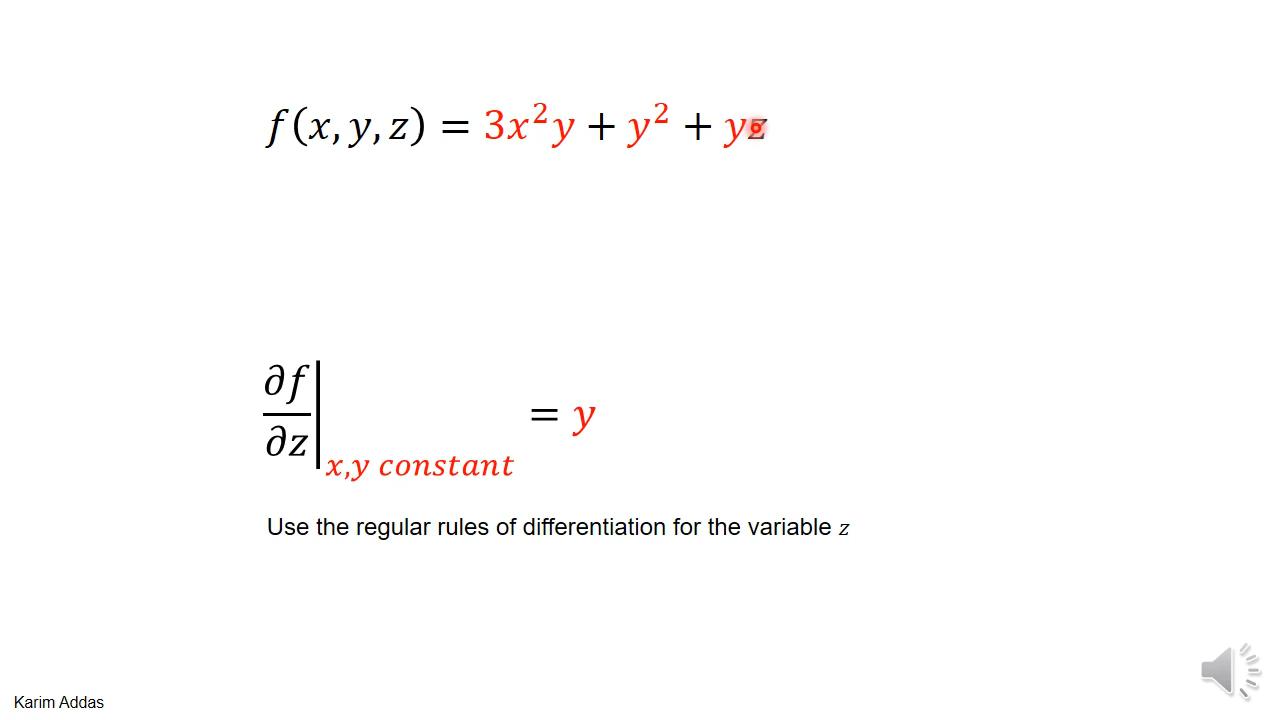 f(x, y, z) = 3x²y + y² + yz
∂f/∂z|x,y constant = y
Use the regular rules of differentiation for the variable z
Karim Addas